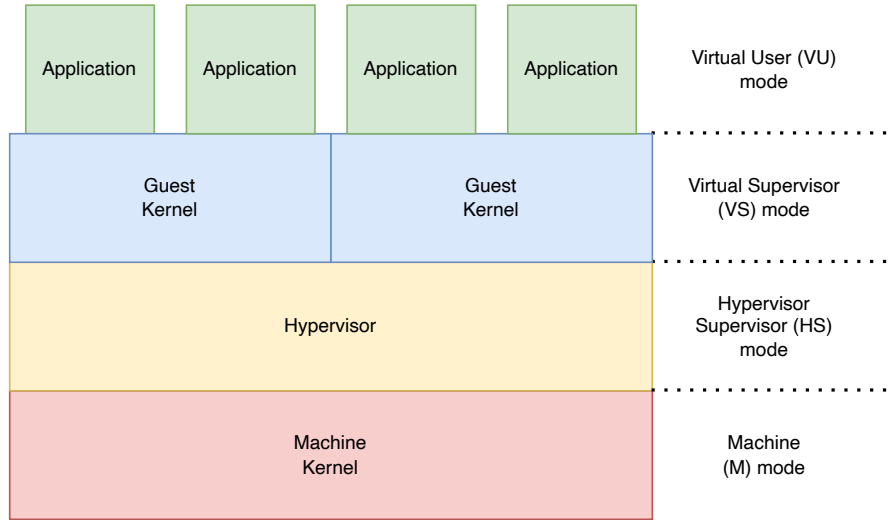 Application
Application
Application
Application
Virtual User (VU)
mode
Guest
Kernel
Guest
Kernel
Virtual Supervisor
(VS) mode
Hypervisor
Hypervisor
Supervisor (HS)
mode
Machine
Kernel
Machine
(M) mode